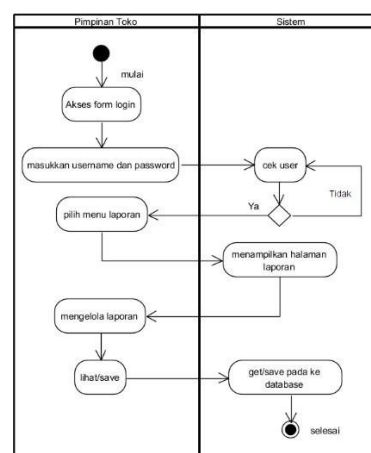 Pimpinan Toko
Sistem
mulai
Akses form login
masukkan username dan password
cek user
Tidak
Ya
pilih menu laporan
menampilkan halaman
laporan
mengelola laporan
lihat/save
get/save pada ke
database
selesai